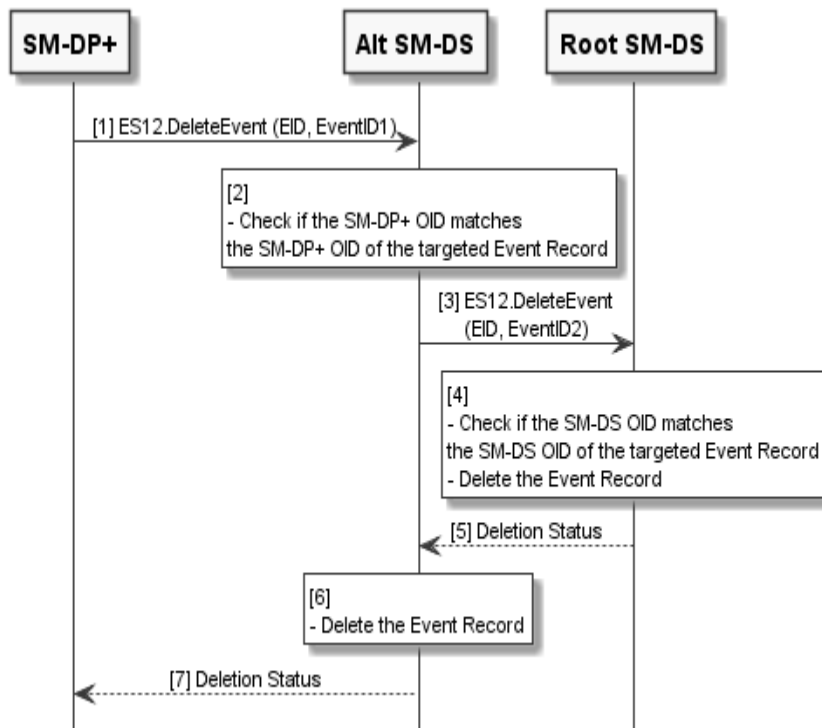 SM-DP+
Alt SM-DS
Root SM-DS
[1] ES12.DeleteEvent (EID, EventID1)
[2]
- Check if the SM-DP+ OID matches
the SM-DP+ OID of the targeted Event Record
[3] ES12.DeleteEvent
(EID, EventID2)
[4]
- Check if the SM-DS OID matches
the SM-DS OID of the targeted Event Record
- Delete the Event Record
[5] Deletion Status
[6]
- Delete the Event Record
[7] Deletion Status